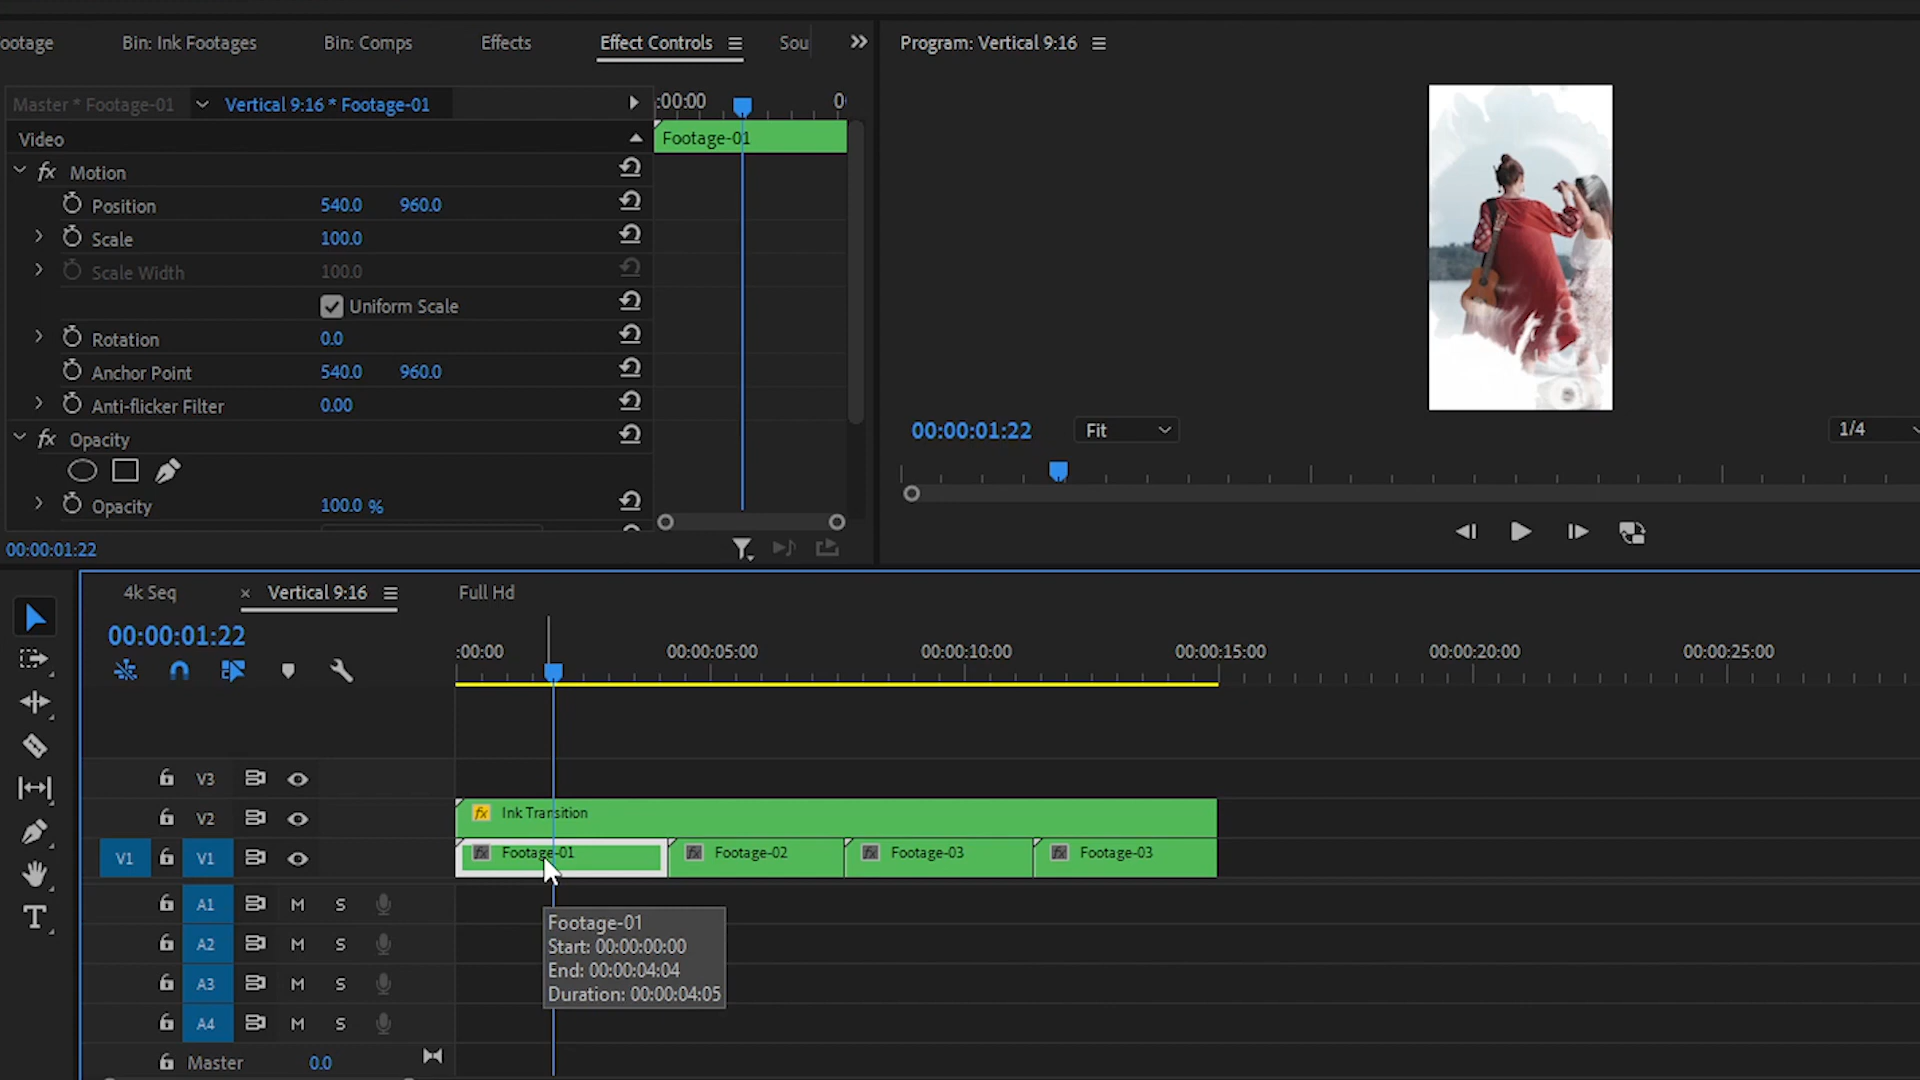 ootage
Bin: Ink Footages
Bin: Comps
Effects
Effect Controls
Sou
Program: Vertical 9:16
Master * Footage-01
Vertical 9:16 * Footage-01
:00:00
0
Video
Footage-01
fx Motion
Position 540.0 960.0
Scale 100.0
Scale Width 100.0
Uniform Scale
Rotation 0.0
Anchor Point 540.0 960.0
Anti-flicker Filter 0.00
fx Opacity
Opacity 100.0 %
00:00:01:22
00:00:01:22
Fit
1/4
4k Seq
× Vertical 9:16
Full Hd
00:00:01:22
:00:00
00:00:05:00
00:00:10:00
00:00:15:00
00:00:20:00
00:00:25:00
V3
V2
fx Ink Transition
V1
V1
fx Footage-01
fx Footage-02
fx Footage-03
fx Footage-03
A1 M S
A2 M S
A3 M S
A4 M S
Footage-01
Start: 00:00:00:00
End: 00:00:04:04
Duration: 00:00:04:05
Master 0.0